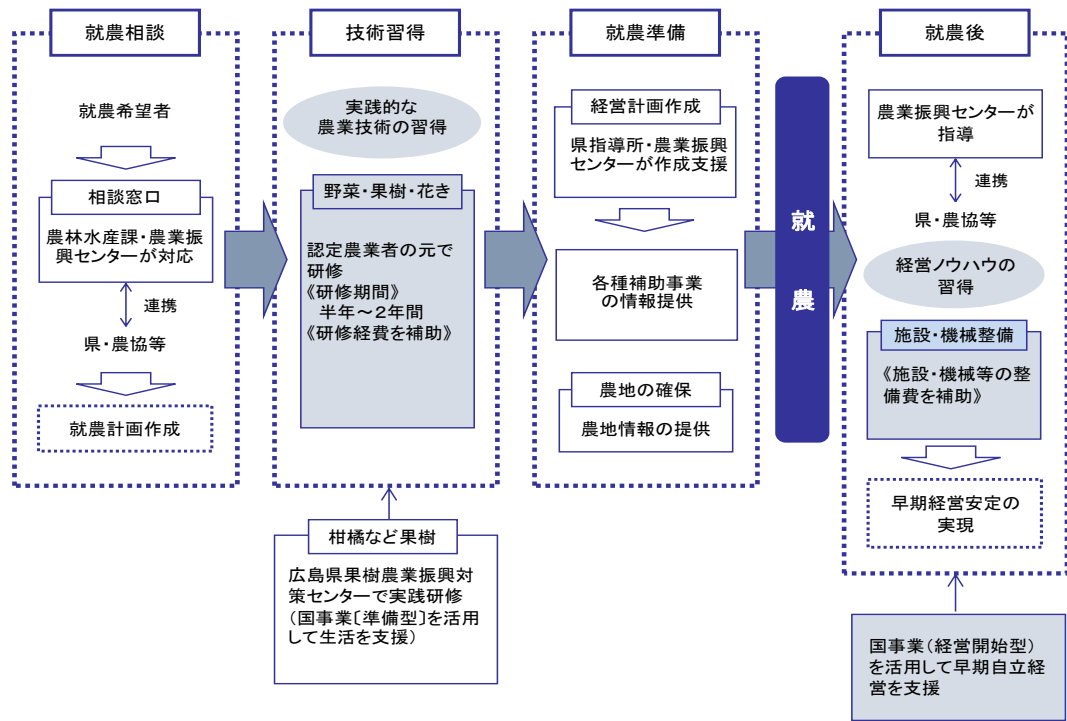 就農相談
就農希望者
相談窓口
農林水産課・農業振
興センターが対応
連携
県・農協等
就農計画作成
技術習得
実践的な
農業技術の習得
野菜・果樹・花き
認定農業者の元で
研修
《研修期間》
半年～2年間
《研修経費を補助》
柑橘など果樹
広島県果樹農業振興対
策センターで実践研修
（国事業〔準備型〕を活用
して生活を支援）
就農準備
経営計画作成
県指導所・農業振興
センターが作成支援
各種補助事業
の情報提供
農地の確保
農地情報の提供
就農
就農後
農業振興センターが
指導
連携
県・農協等
経営ノウハウの
習得
施設・機械整備
《施設・機械等の整
備費を補助》
早期経営安定の
実現
国事業（経営開始型）
を活用して早期自立経
営を支援